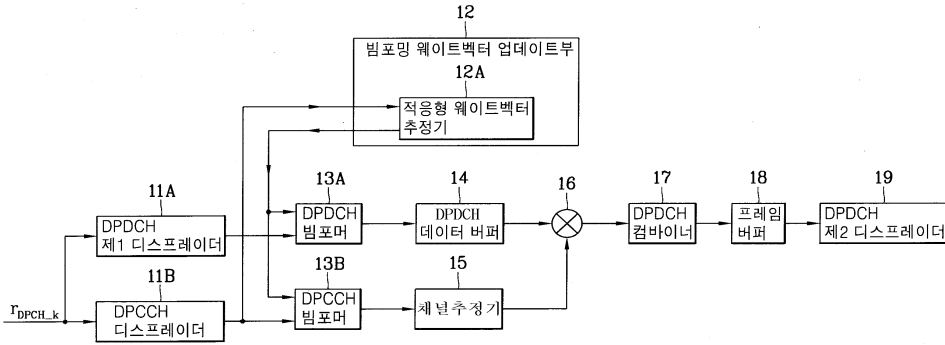 12
빔포밍 웨이트벡터 업데이트부
12A
적응형 웨이트벡터
추정기
11A
DPDCH
제1 디스프레이더
11B
DPCCH
디스프레이더
rDPCH_k
13A
DPDCH
빔포머
13B
DPCCH
빔포머
14
DPDCH
데이터 버퍼
15
채널추정기
16
17
DPDCH
컴바이너
18
프레임
버퍼
19
DPDCH
제2 디스프레이더